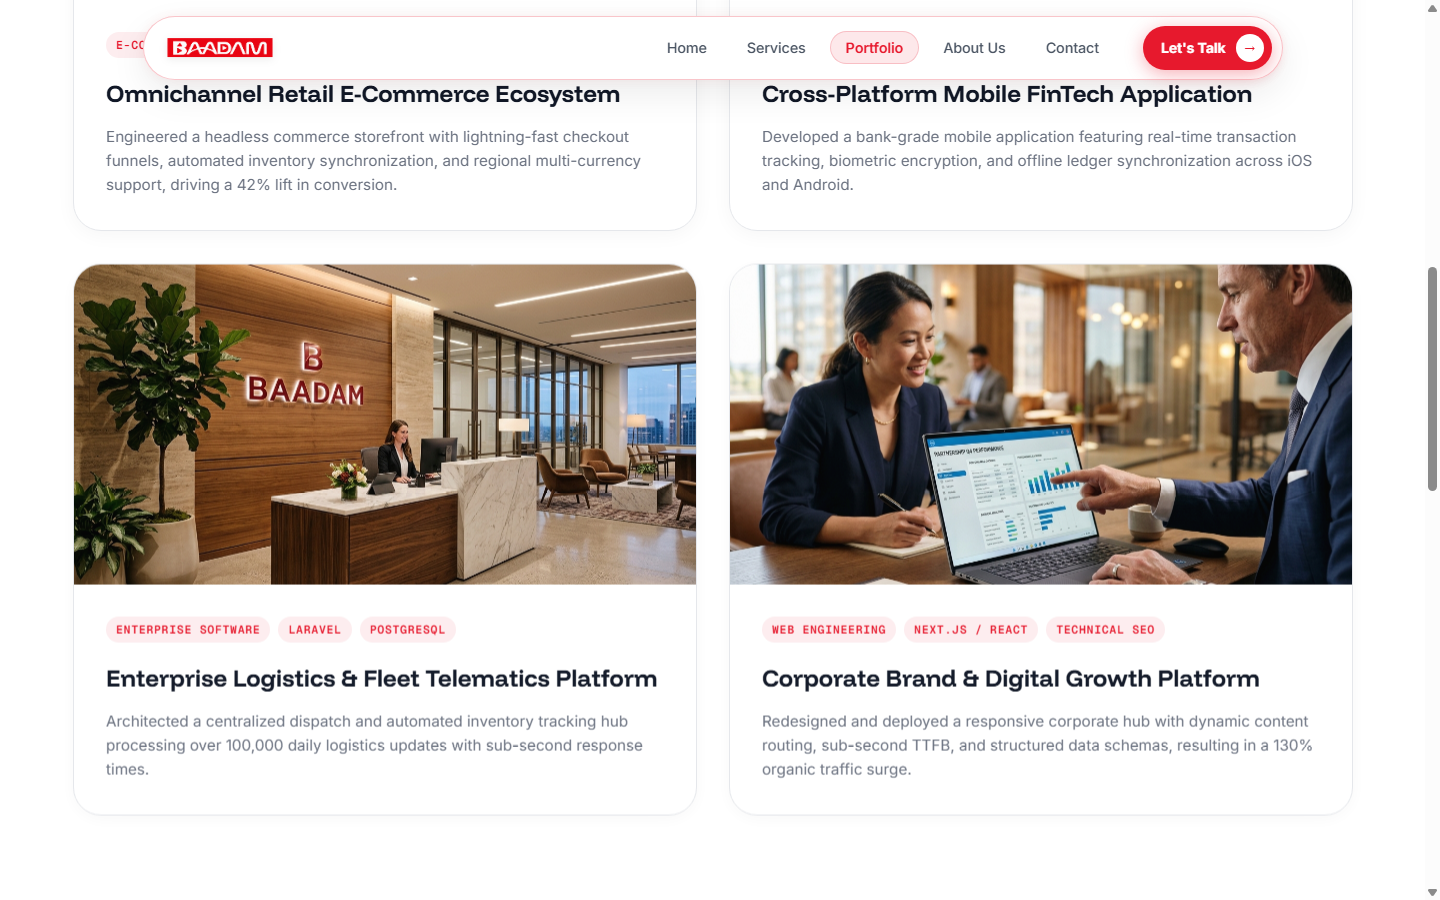 BAADAM
Home
Services
Portfolio
About Us
Contact
Let's Talk →
E-CO
Omnichannel Retail E-Commerce Ecosystem
Engineered a headless commerce storefront with lightning-fast checkout
funnels, automated inventory synchronization, and regional multi-currency
support, driving a 42% lift in conversion.
Cross-Platform Mobile FinTech Application
Developed a bank-grade mobile application featuring real-time transaction
tracking, biometric encryption, and offline ledger synchronization across iOS
and Android.
B
BAADAM
ENTERPRISE SOFTWARE
LARAVEL
POSTGRESQL
Enterprise Logistics & Fleet Telematics Platform
Architected a centralized dispatch and automated inventory tracking hub
processing over 100,000 daily logistics updates with sub-second response
times.
PARTNERSHIP Q4 PERFORMANCE
WEB ENGINEERING
NEXT.JS / REACT
TECHNICAL SEO
Corporate Brand & Digital Growth Platform
Redesigned and deployed a responsive corporate hub with dynamic content
routing, sub-second TTFB, and structured data schemas, resulting in a 130%
organic traffic surge.